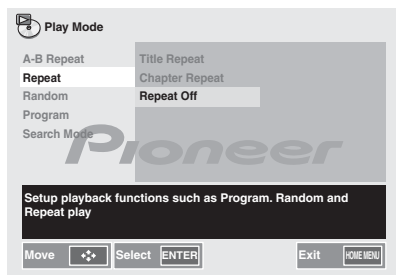 Play Mode
A-B Repeat
Repeat
Random
Program
Search Mode
Title Repeat
Chapter Repeat
Repeat Off
Pioneer
Setup playback functions such as Program. Random and
Repeat play
Move
Select ENTER
Exit HOME MENU